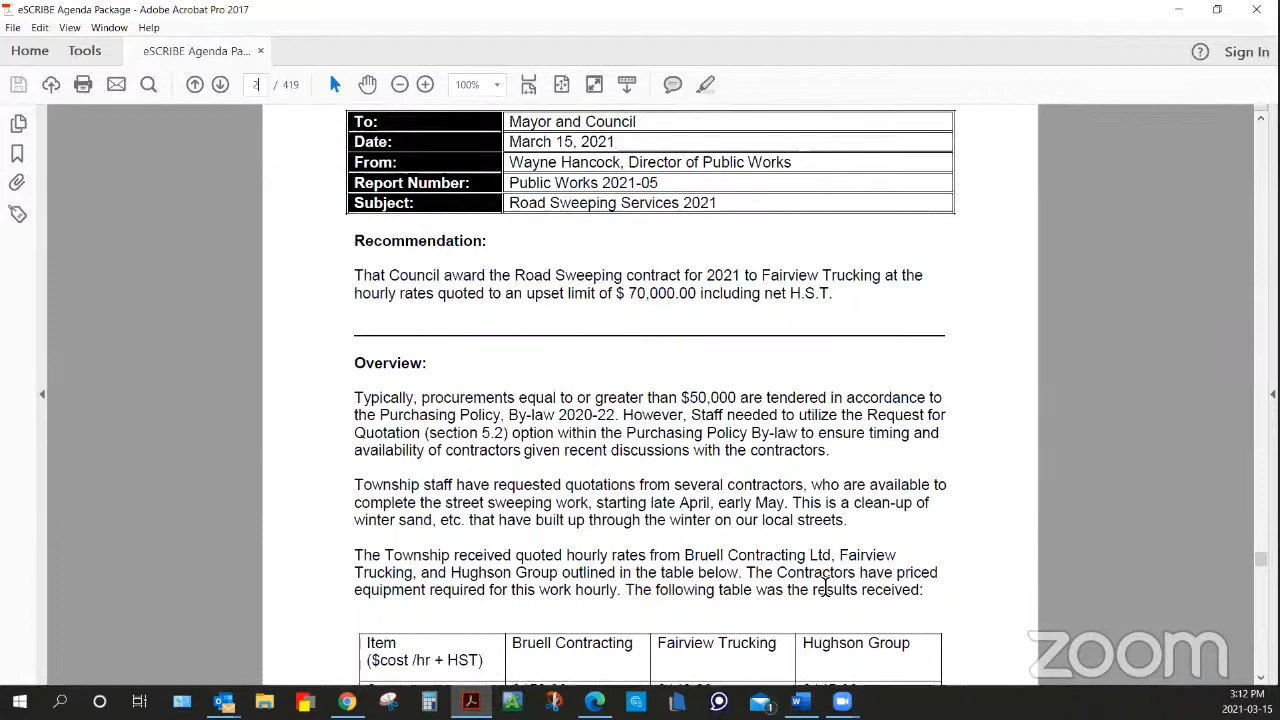 eSCRIBE Agenda Package - Adobe Acrobat Pro 2017
File Edit View Window Help
Home Tools eSCRIBE Agenda Pa... × Sign In
2 / 419 100%
To: Mayor and Council
Date: March 15, 2021
From: Wayne Hancock, Director of Public Works
Report Number: Public Works 2021-05
Subject: Road Sweeping Services 2021
Recommendation:
That Council award the Road Sweeping contract for 2021 to Fairview Trucking at the
hourly rates quoted to an upset limit of $ 70,000.00 including net H.S.T.
Overview:
Typically, procurements equal to or greater than $50,000 are tendered in accordance to
the Purchasing Policy, By-law 2020-22. However, Staff needed to utilize the Request for
Quotation (section 5.2) option within the Purchasing Policy By-law to ensure timing and
availability of contractors given recent discussions with the contractors.
Township staff have requested quotations from several contractors, who are available to
complete the street sweeping work, starting late April, early May. This is a clean-up of
winter sand, etc. that have built up through the winter on our local streets.
The Township received quoted hourly rates from Bruell Contracting Ltd, Fairview
Trucking, and Hughson Group outlined in the table below. The Contractors have priced
equipment required for this work hourly. The following table was the results received:
Item Bruell Contracting Fairview Trucking Hughson Group
($cost /hr + HST)
zoom
3:12 PM
2021-03-15